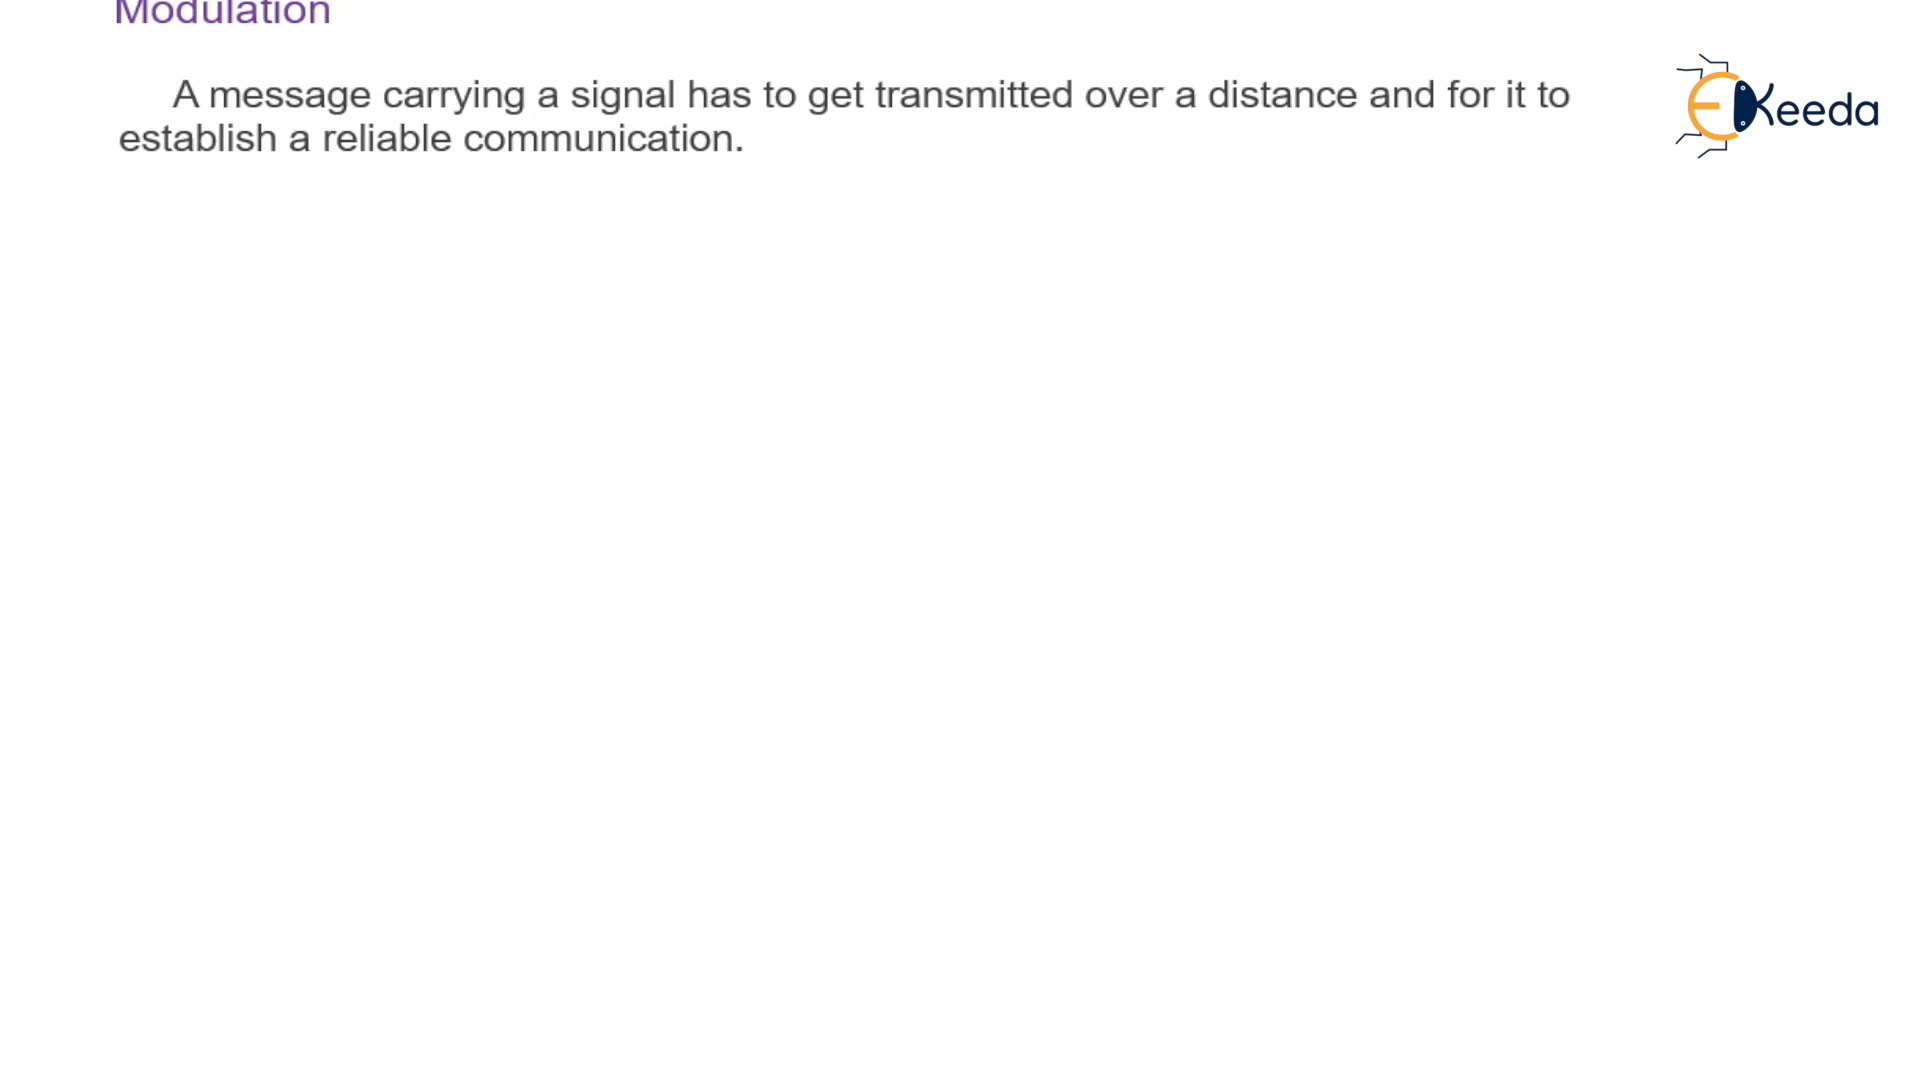 Modulation
A message carrying a signal has to get transmitted over a distance and for it to
establish a reliable communication.
EKeeda